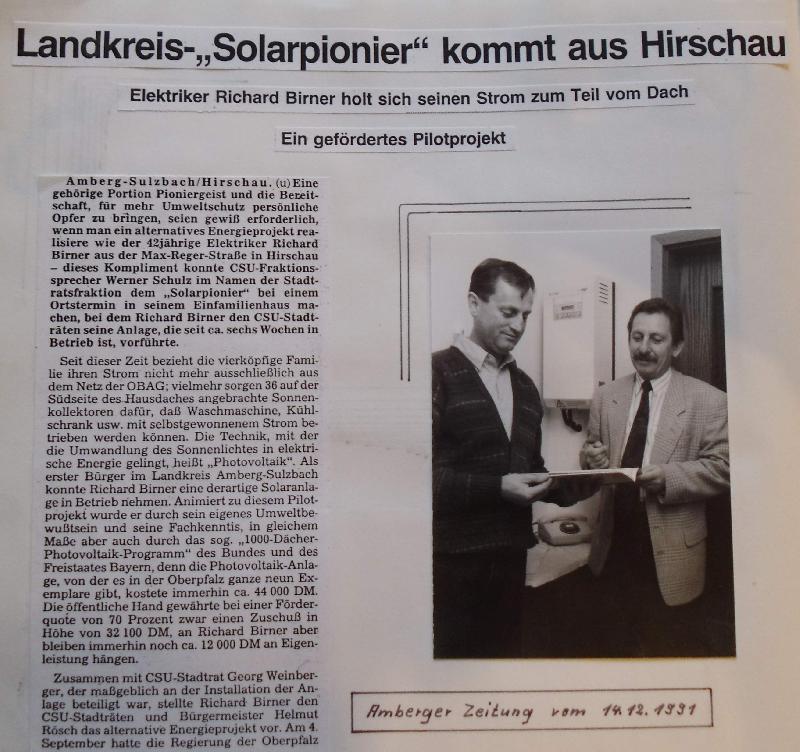 Landkreis-„Solarpionier“ kommt aus Hirschau
Elektriker Richard Birner holt sich seinen Strom zum Teil vom Dach
Ein gefördertes Pilotprojekt
Amberg-Sulzbach/Hirschau. (u) Eine
gehörige Portion Pioniergeist und die Bereit-
schaft, für mehr Umweltschutz persönliche
Opfer zu bringen, seien gewiß erforderlich,
wenn man ein alternatives Energieprojekt rea-
lisiere wie der 42jährige Elektriker Richard
Birner aus der Max-Reger-Straße in Hirschau
– dieses Kompliment konnte CSU-Fraktions-
sprecher Werner Schulz im Namen der Stadt-
ratsfraktion dem „Solarpionier“ bei einem
Ortstermin in seinem Einfamilienhaus ma-
chen, bei dem Richard Birner den CSU-Stadt-
räten seine Anlage, die seit ca. sechs Wochen in
Betrieb ist, vorführte.
Seit dieser Zeit bezieht die vierköpfige Fami-
lie ihren Strom nicht mehr ausschließlich aus
dem Netz der OBAG; vielmehr sorgen 36 auf der
Südseite des Hausdaches angebrachte Sonnen-
kollektoren dafür, daß Waschmaschine, Kühl-
schrank usw. mit selbstgewonnenem Strom be-
trieben werden können. Die Technik, mit der
die Umwandlung des Sonnenlichtes in elektri-
sche Energie gelingt, heißt „Photovoltaik“. Als
erster Bürger im Landkreis Amberg-Sulzbach
konnte Richard Birner eine derartige Solaranla-
ge in Betrieb nehmen. Animiert zu diesem Pilot-
projekt wurde er durch sein eigenes Umweltbe-
wußtsein und seine Fachkenntis, in gleichem
Maße aber auch durch das sog. „1000-Dächer-
Photovoltaik-Programm“ des Bundes und des
Freistaates Bayern, denn die Photovoltaik-Anla-
ge, von der es in der Oberpfalz ganze neun Ex-
emplare gibt, kostete immerhin ca. 44 000 DM.
Die öffentliche Hand gewährte bei einer Förder-
quote von 70 Prozent zwar einen Zuschuß in
Höhe von 32 100 DM, an Richard Birner aber
bleiben immerhin noch ca. 12 000 DM an Eigen-
leistung hängen.
Zusammen mit CSU-Stadtrat Georg Weinber-
ger, der maßgeblich an der Installation der An-
lage beteiligt war, stellte Richard Birner den
CSU-Stadträten und Bürgermeister Helmut
Rösch das alternative Energieprojekt vor. Am 4.
September hatte die Regierung der Oberpfalz
Amberger Zeitung vom 14.12.1991